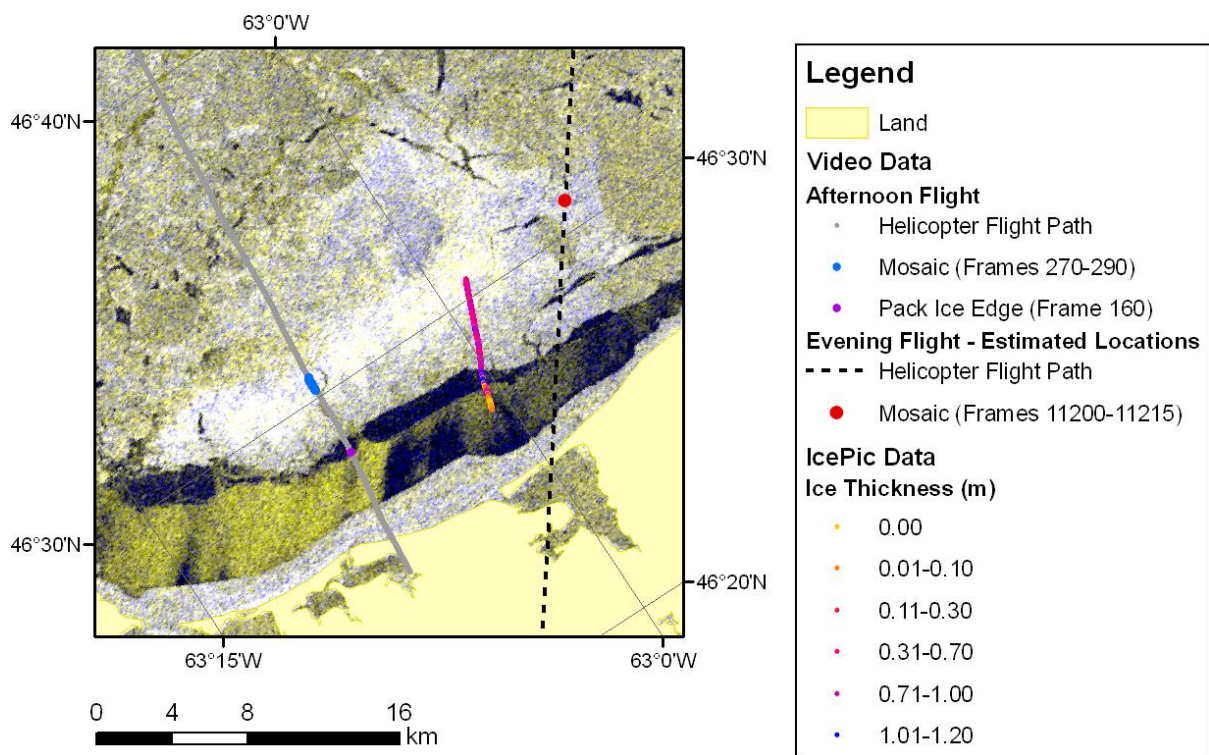 63°0'W
46°40'N
46°30'N
46°30'N
46°20'N
63°15'W
63°0'W
0 4 8 16
km
Legend
Land
Video Data
Afternoon Flight
Helicopter Flight Path
Mosaic (Frames 270-290)
Pack Ice Edge (Frame 160)
Evening Flight - Estimated Locations
Helicopter Flight Path
Mosaic (Frames 11200-11215)
IcePic Data
Ice Thickness (m)
0.00
0.01-0.10
0.11-0.30
0.31-0.70
0.71-1.00
1.01-1.20